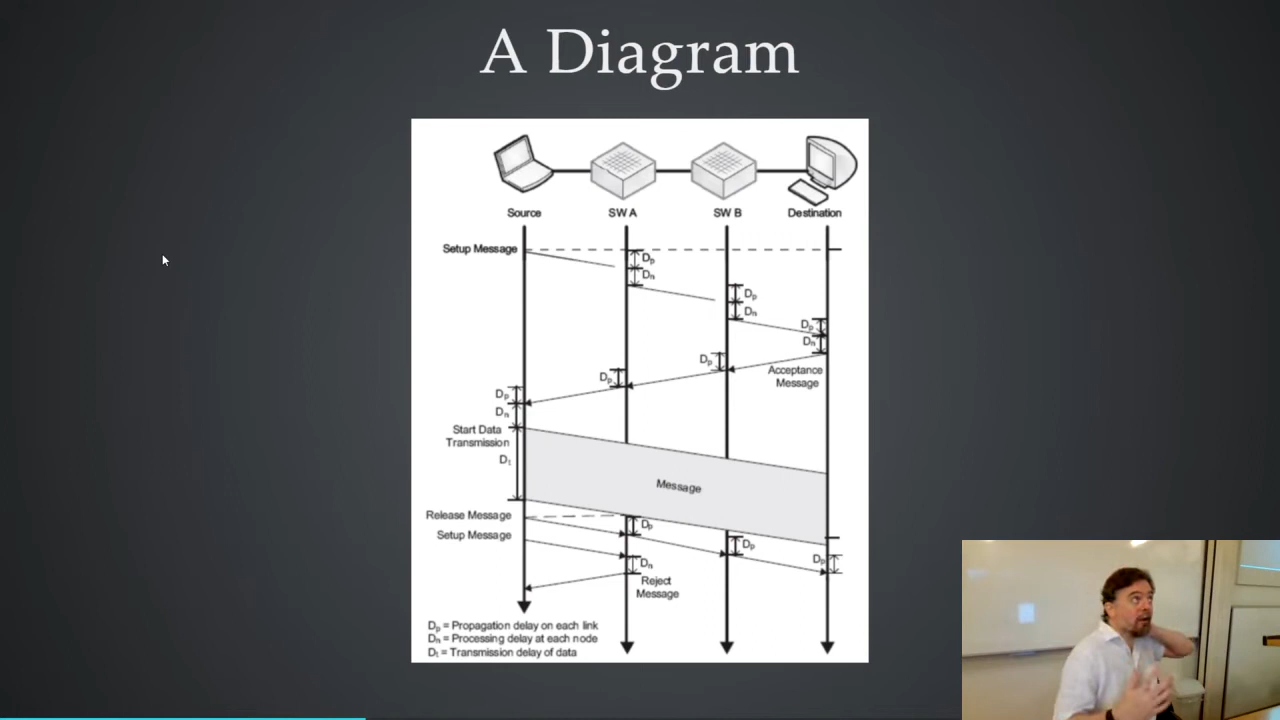 A Diagram
Source
SW A
SW B
Destination
Setup Message
Dp
Dn
Dp
Dn
Dp
Dn
Dp
Acceptance
Message
Dp
Dp
Dn
Start Data
Transmission
Dt
Message
Release Message
Dp
Setup Message
Dp
Dp
Dn
Reject
Message
Dp = Propagation delay on each link
Dn = Processing delay at each node
Dt = Transmission delay of data